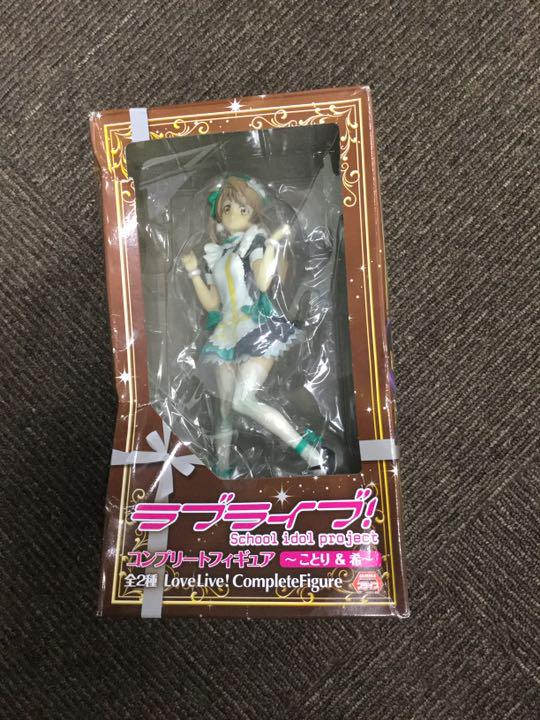 ラブライブ!
School idol project
コンプリートフィギュア ～ことり & 希～
全2種 LoveLive! CompleteFigure